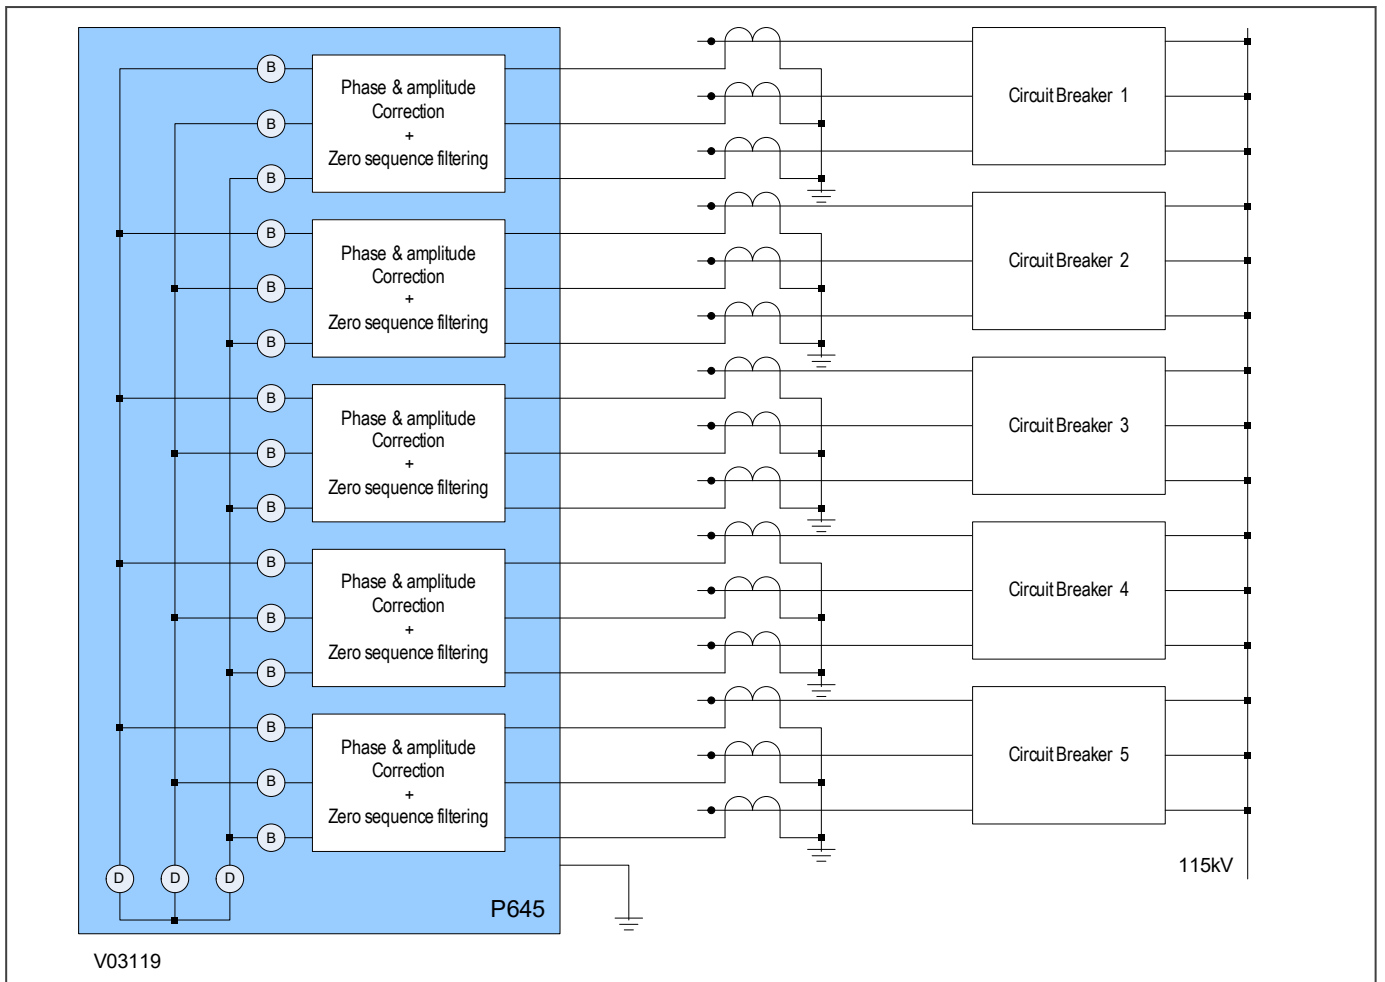 B
B
B
Phase & amplitude
Correction
+
Zero sequence filtering
Circuit Breaker 1
B
B
B
Phase & amplitude
Correction
+
Zero sequence filtering
Circuit Breaker 2
B
B
B
Phase & amplitude
Correction
+
Zero sequence filtering
Circuit Breaker 3
B
B
B
Phase & amplitude
Correction
+
Zero sequence filtering
Circuit Breaker 4
B
B
B
Phase & amplitude
Correction
+
Zero sequence filtering
Circuit Breaker 5
D
D
D
115kV
P645
V03119